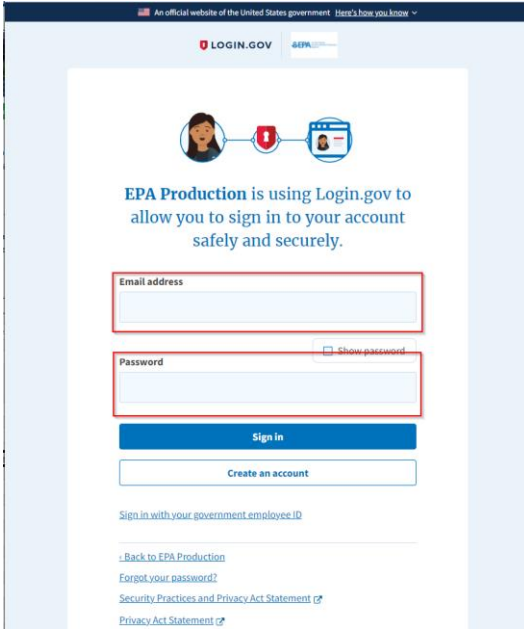 An official website of the United States government Here's how you know
LOGIN.GOV EPA
EPA Production is using Login.gov to
allow you to sign in to your account
safely and securely.
Email address
Show password
Password
Sign in
Create an account
Sign in with your government employee ID
‹ Back to EPA Production
Forgot your password?
Security Practices and Privacy Act Statement
Privacy Act Statement